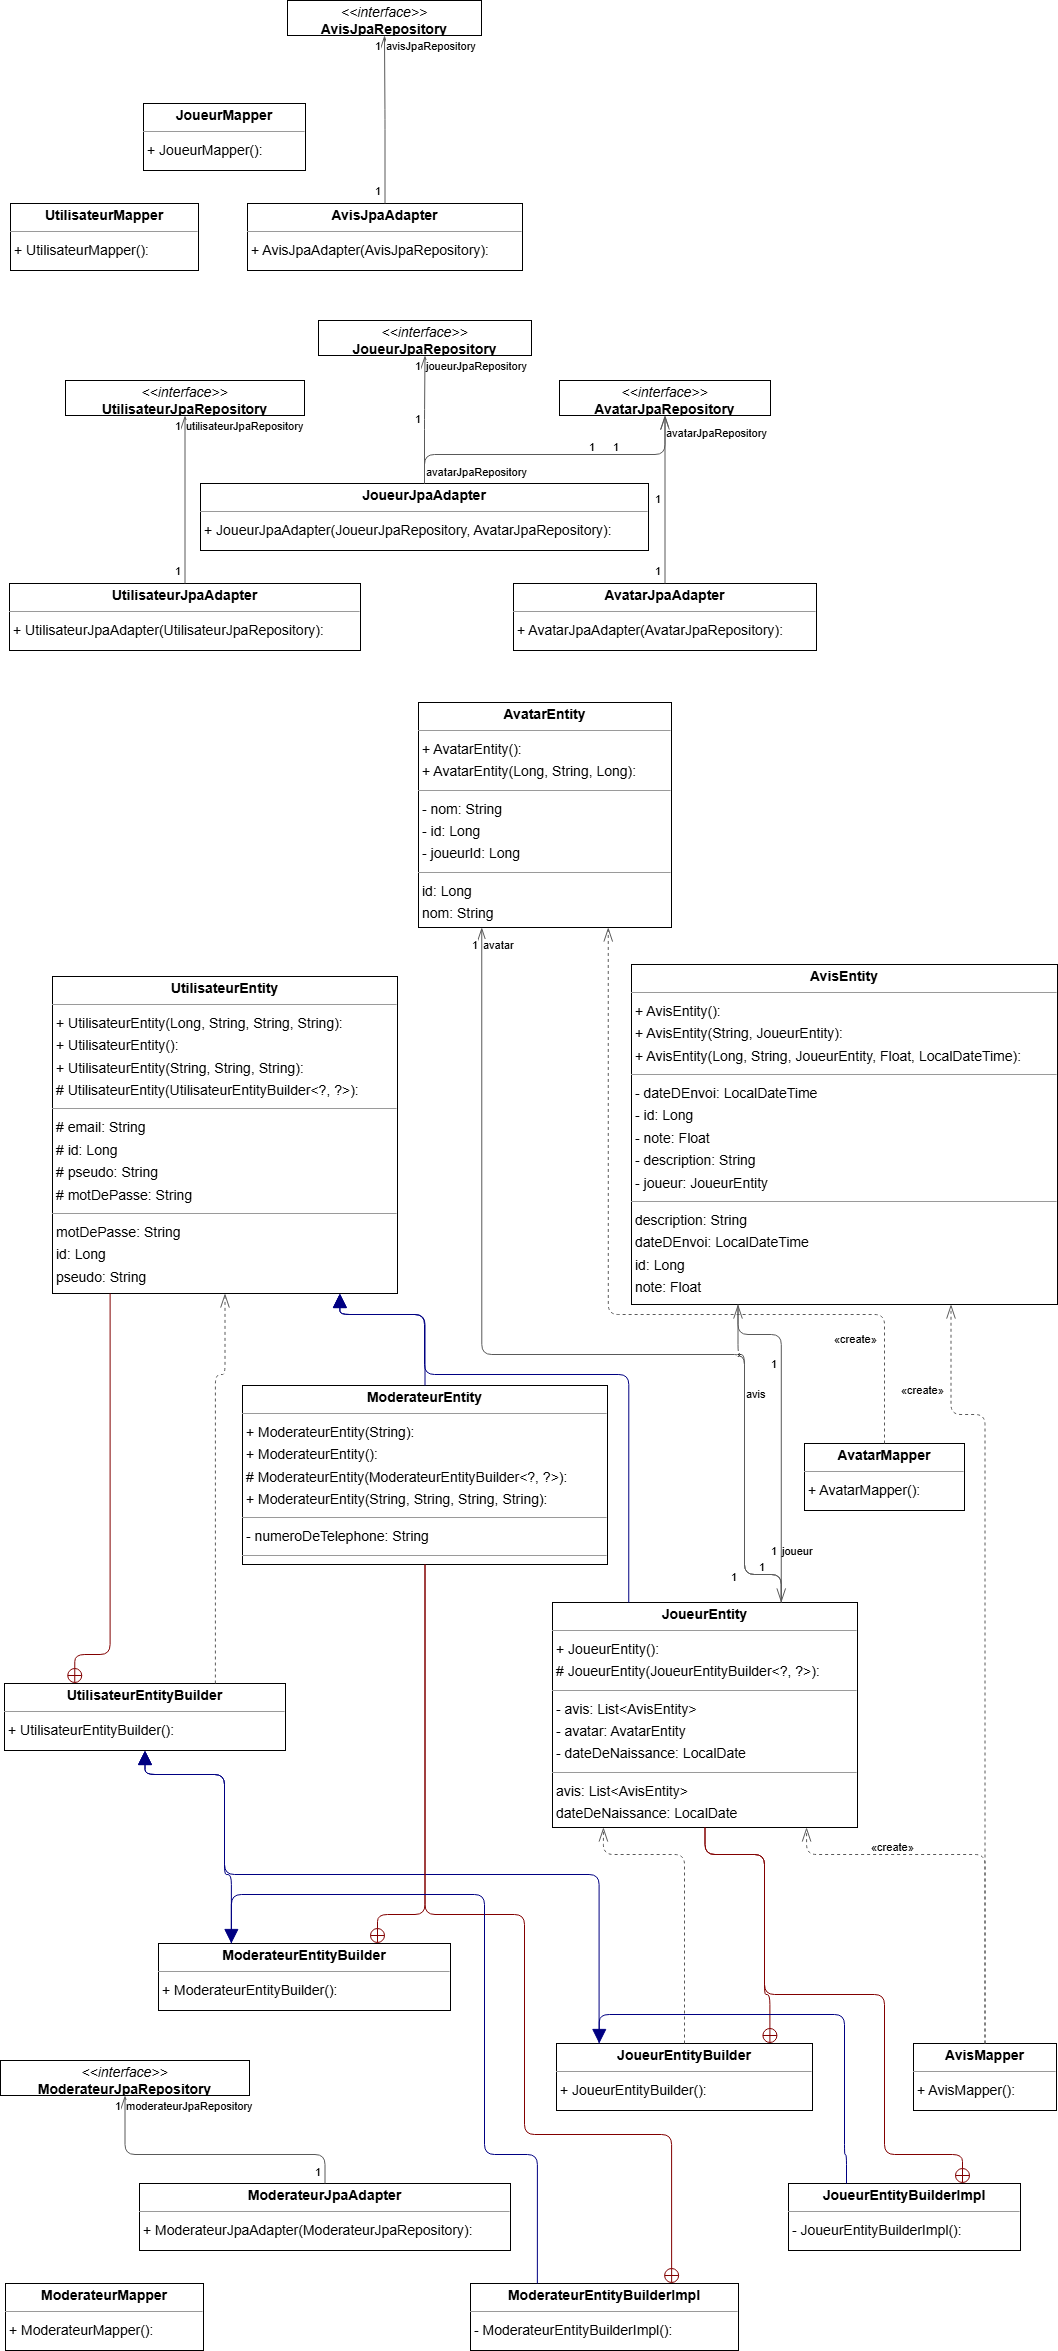 <<interface>>
AvisJpaRepository
1 avisJpaRepository
JoueurMapper
+ JoueurMapper():
1
UtilisateurMapper
+ UtilisateurMapper():
AvisJpaAdapter
+ AvisJpaAdapter(AvisJpaRepository):
<<interface>>
JoueurJpaRepository
1 joueurJpaRepository
<<interface>>
UtilisateurJpaRepository
1 utilisateurJpaRepository
<<interface>>
AvatarJpaRepository
avatarJpaRepository
1
1 1
avatarJpaRepository
JoueurJpaAdapter
+ JoueurJpaAdapter(JoueurJpaRepository, AvatarJpaRepository):
1
1
1
UtilisateurJpaAdapter
+ UtilisateurJpaAdapter(UtilisateurJpaRepository):
AvatarJpaAdapter
+ AvatarJpaAdapter(AvatarJpaRepository):
AvatarEntity
+ AvatarEntity():
+ AvatarEntity(Long, String, Long):
- nom: String
- id: Long
- joueurId: Long
id: Long
nom: String
1 avatar
UtilisateurEntity
+ UtilisateurEntity(Long, String, String, String):
+ UtilisateurEntity():
+ UtilisateurEntity(String, String, String):
# UtilisateurEntity(UtilisateurEntityBuilder<?, ?>):
# email: String
# id: Long
# pseudo: String
# motDePasse: String
motDePasse: String
id: Long
pseudo: String
AvisEntity
+ AvisEntity():
+ AvisEntity(String, JoueurEntity):
+ AvisEntity(Long, String, JoueurEntity, Float, LocalDateTime):
- dateDEnvoi: LocalDateTime
- id: Long
- note: Float
- description: String
- joueur: JoueurEntity
description: String
dateDEnvoi: LocalDateTime
id: Long
note: Float
«create»
*
1
avis
«create»
ModerateurEntity
+ ModerateurEntity(String):
+ ModerateurEntity():
# ModerateurEntity(ModerateurEntityBuilder<?, ?>):
+ ModerateurEntity(String, String, String, String):
- numeroDeTelephone: String
AvatarMapper
+ AvatarMapper():
1 joueur
1
1
JoueurEntity
+ JoueurEntity():
# JoueurEntity(JoueurEntityBuilder<?, ?>):
- avis: List<AvisEntity>
- avatar: AvatarEntity
- dateDeNaissance: LocalDate
avis: List<AvisEntity>
dateDeNaissance: LocalDate
UtilisateurEntityBuilder
+ UtilisateurEntityBuilder():
«create»
ModerateurEntityBuilder
+ ModerateurEntityBuilder():
JoueurEntityBuilder
+ JoueurEntityBuilder():
AvisMapper
+ AvisMapper():
<<interface>>
ModerateurJpaRepository
1 moderateurJpaRepository
1
ModerateurJpaAdapter
+ ModerateurJpaAdapter(ModerateurJpaRepository):
JoueurEntityBuilderImpl
- JoueurEntityBuilderImpl():
ModerateurMapper
+ ModerateurMapper():
ModerateurEntityBuilderImpl
- ModerateurEntityBuilderImpl():